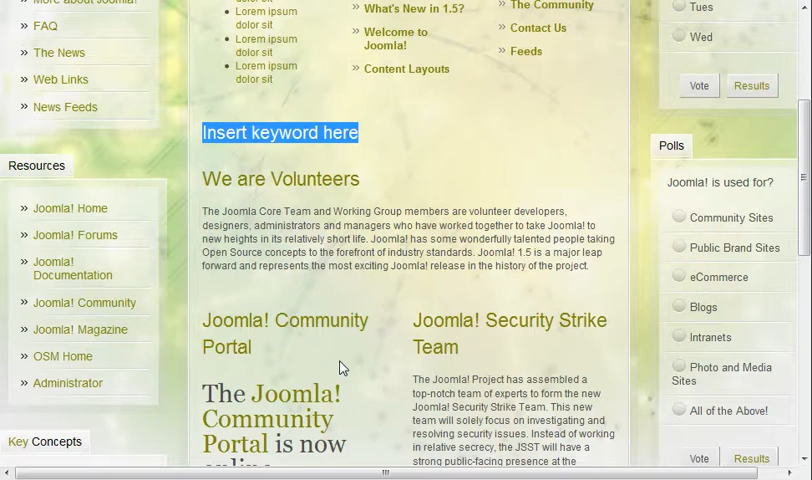 More about Joomla!
FAQ
The News
Web Links
News Feeds
Resources
Joomla! Home
Joomla! Forums
Joomla!
Documentation
Joomla! Community
Joomla! Magazine
OSM Home
Administrator
Key Concepts
dolor sit
Lorem ipsum
dolor sit
Lorem ipsum
dolor sit
Lorem ipsum
dolor sit
What's New in 1.5?
Welcome to
Joomla!
Content Layouts
The Community
Contact Us
Feeds
Insert keyword here
We are Volunteers
The Joomla Core Team and Working Group members are volunteer developers,
designers, administrators and managers who have worked together to take Joomla! to
new heights in its relatively short life. Joomla! has some wonderfully talented people taking
Open Source concepts to the forefront of industry standards. Joomla! 1.5 is a major leap
forward and represents the most exciting Joomla! release in the history of the project.
Joomla! Community
Portal
The Joomla!
Community
Portal is now
online
Joomla! Security Strike
Team
The Joomla! Project has assembled a
top-notch team of experts to form the new
Joomla! Security Strike Team. This new
team will solely focus on investigating and
resolving security issues. Instead of working
in relative secrecy, the JSST will have a
strong public-facing presence at the
Tues
Wed
Vote
Results
Polls
Joomla! is used for?
Community Sites
Public Brand Sites
eCommerce
Blogs
Intranets
Photo and Media
Sites
All of the Above!
Vote
Results